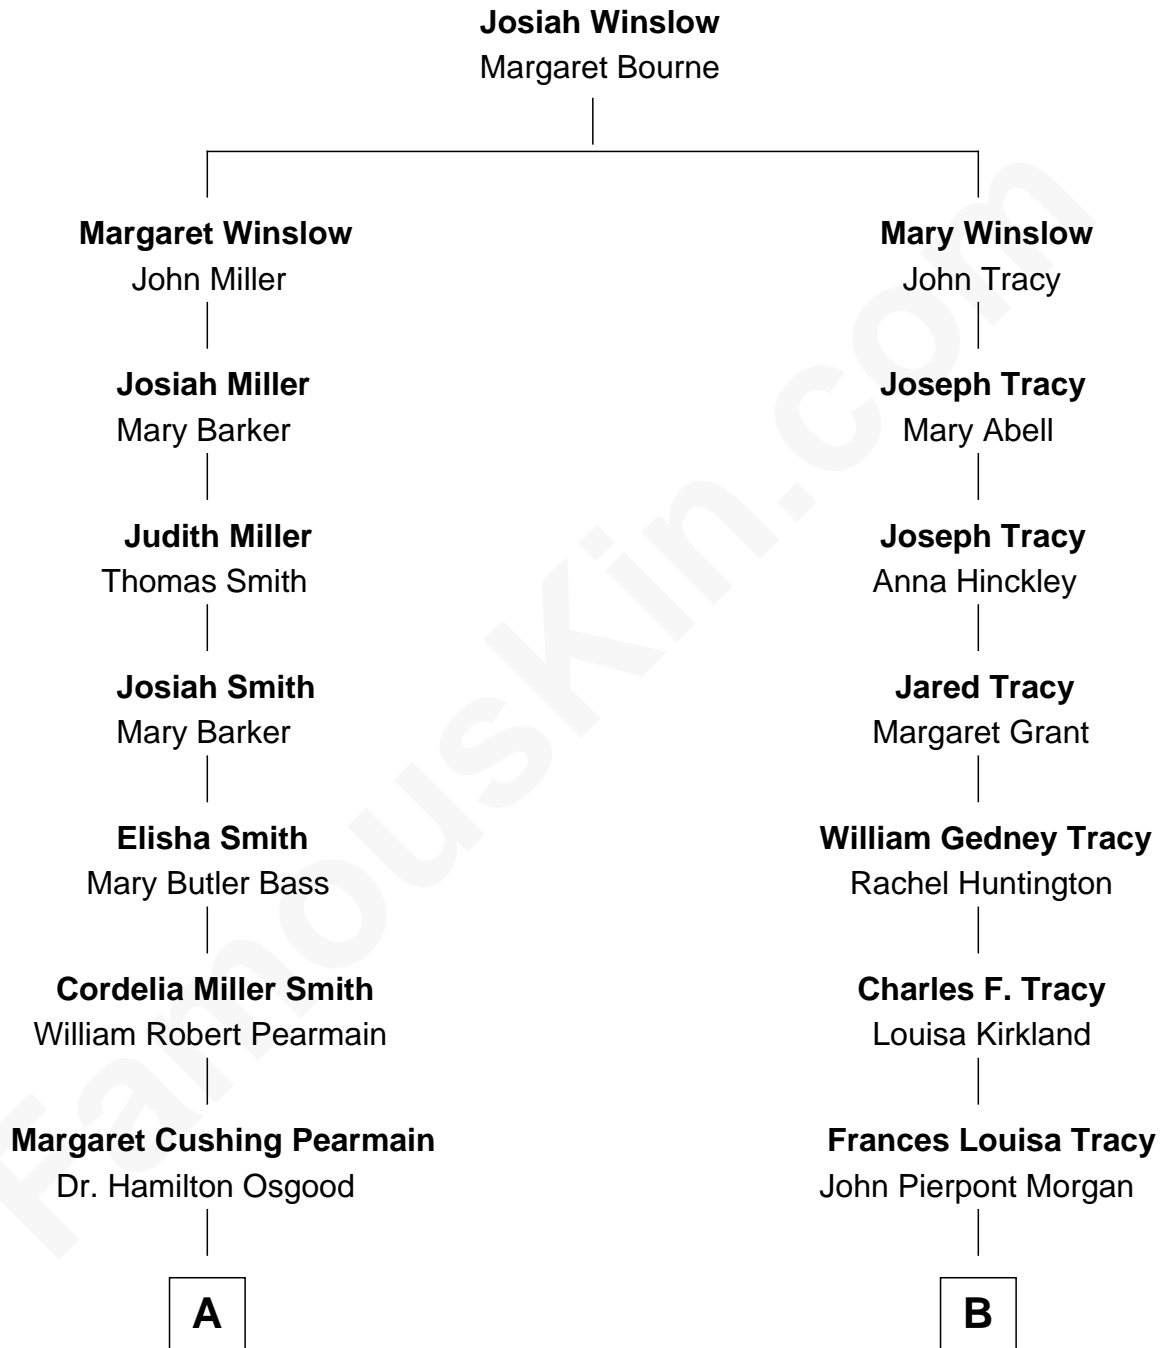 Josiah Winslow
Margaret Bourne
Margaret Winslow
John Miller
Mary Winslow
John Tracy
Josiah Miller
Mary Barker
Joseph Tracy
Mary Abell
Judith Miller
Thomas Smith
Joseph Tracy
Anna Hinckley
Josiah Smith
Mary Barker
Jared Tracy
Margaret Grant
Elisha Smith
Mary Butler Bass
William Gedney Tracy
Rachel Huntington
Cordelia Miller Smith
William Robert Pearmain
Charles F. Tracy
Louisa Kirkland
Margaret Cushing Pearmain
Dr. Hamilton Osgood
Frances Louisa Tracy
John Pierpont Morgan
A
B
FamousKin.com